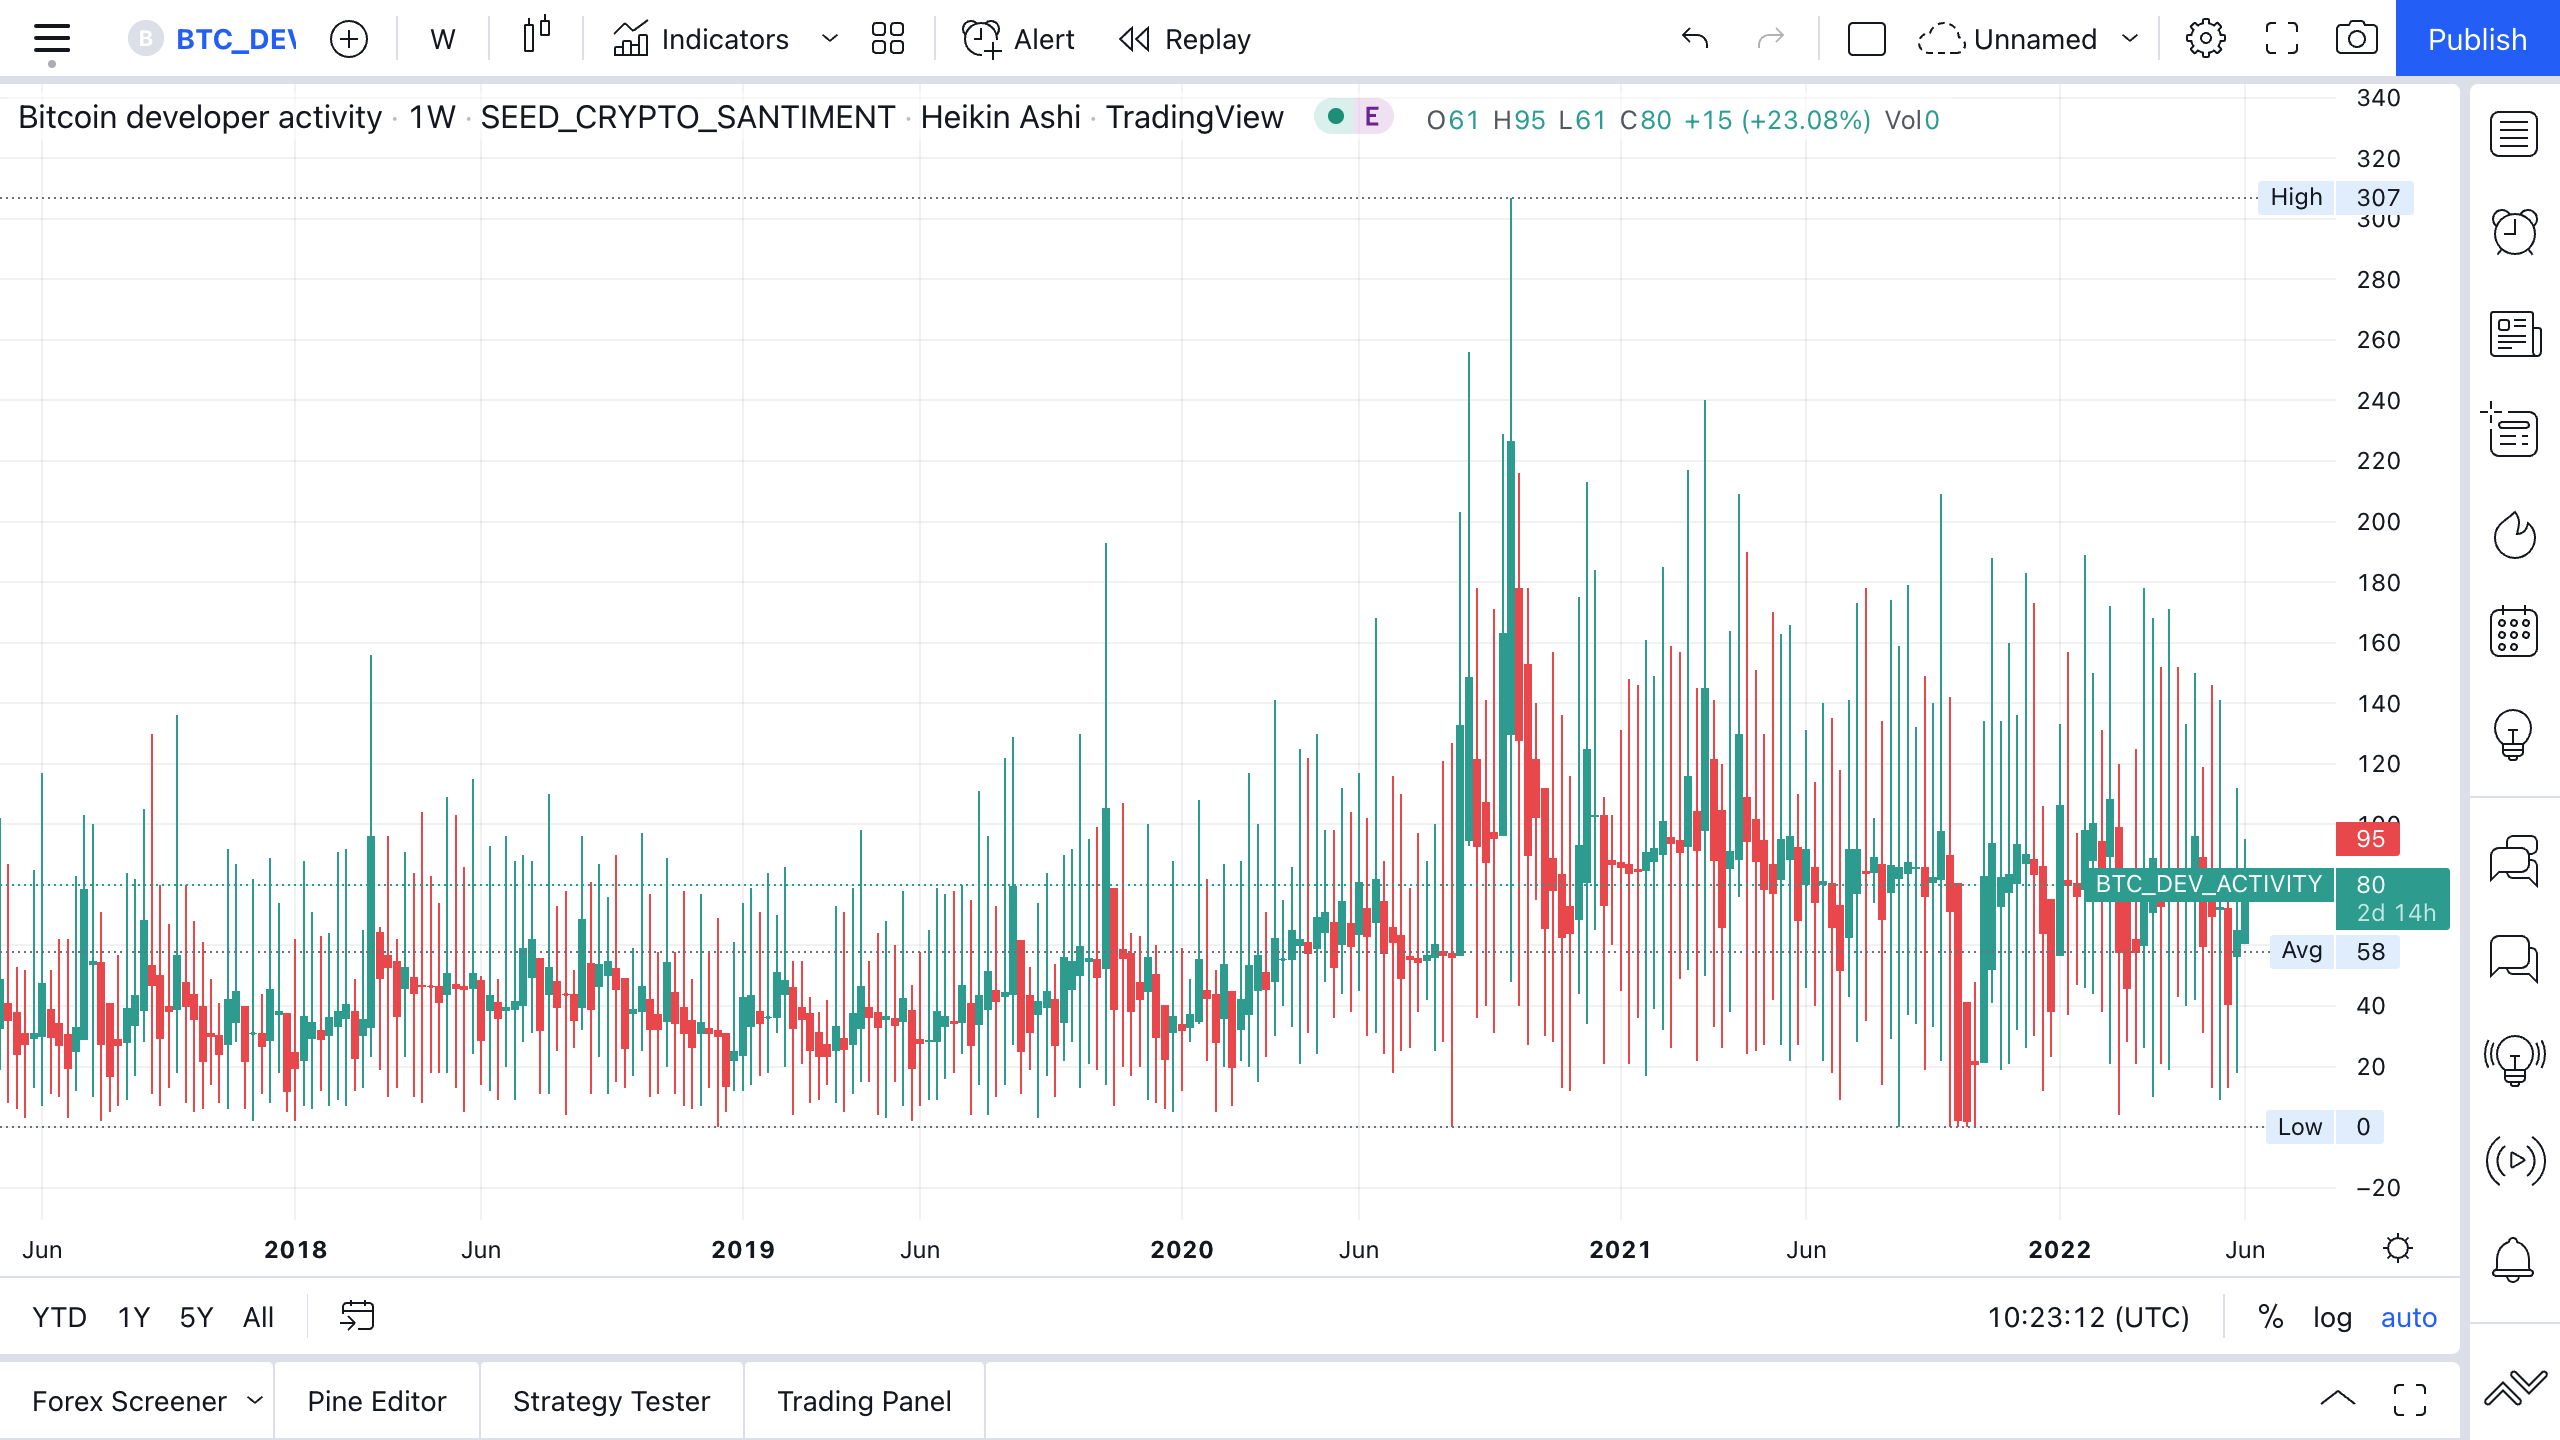 B BTC_DEV W Indicators Alert Replay Unnamed Publish
Bitcoin developer activity · 1W · SEED_CRYPTO_SANTIMENT · Heikin Ashi · TradingView E O61 H95 L61 C80 +15 (+23.08%) Vol0
340
320
High 307
300
280
260
240
220
200
180
160
140
120
100
95
BTC_DEV_ACTIVITY 80
2d 14h
Avg 58
40
20
Low 0
−20
Jun 2018 Jun 2019 Jun 2020 Jun 2021 Jun 2022 Jun
YTD 1Y 5Y All 10:23:12 (UTC) % log auto
Forex Screener Pine Editor Strategy Tester Trading Panel